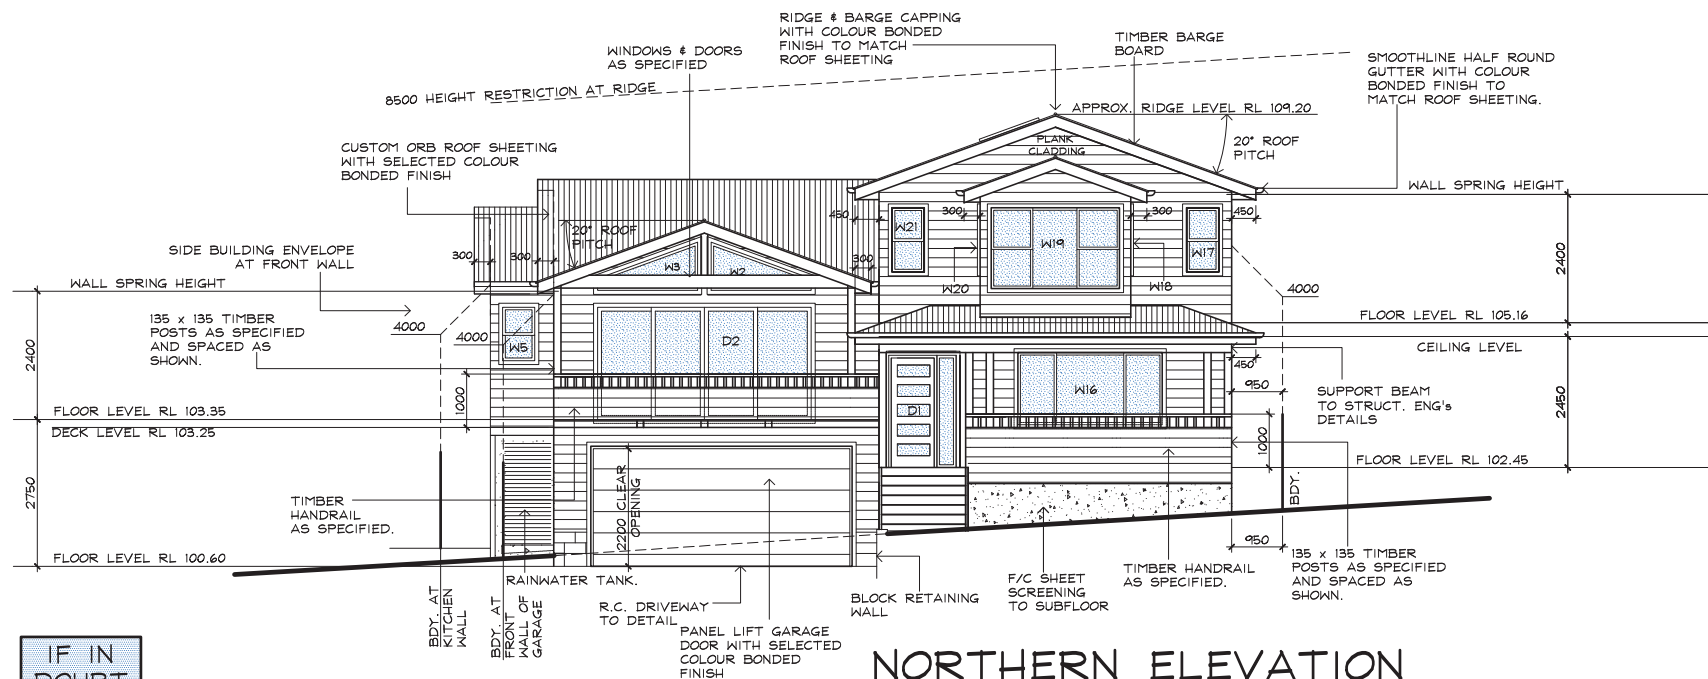 RIDGE & BARGE CAPPING
WITH COLOUR BONDED
FINISH TO MATCH
ROOF SHEETING
WINDOWS & DOORS
AS SPECIFIED
TIMBER BARGE
BOARD
SMOOTHLINE HALF ROUND
GUTTER WITH COLOUR
BONDED FINISH TO
MATCH ROOF SHEETING.
8500 HEIGHT RESTRICTION AT RIDGE
APPROX. RIDGE LEVEL RL 109.20
PLANK
CLADDING
20° ROOF
PITCH
CUSTOM ORB ROOF SHEETING
WITH SELECTED COLOUR
BONDED FINISH
WALL SPRING HEIGHT
450
300
300
450
W21
W19
W17
20° ROOF
PITCH
SIDE BUILDING ENVELOPE
AT FRONT WALL
300
300
300
W3
W2
2400
WALL SPRING HEIGHT
W20
W18
4000
135 x 135 TIMBER
POSTS AS SPECIFIED
AND SPACED AS
SHOWN.
4000
4000
W5
D2
FLOOR LEVEL RL 105.16
CEILING LEVEL
2400
450
950
W16
D1
SUPPORT BEAM
TO STRUCT. ENG's
DETAILS
2450
1000
FLOOR LEVEL RL 103.35
DECK LEVEL RL 103.25
1000
FLOOR LEVEL RL 102.45
BDY.
2750
TIMBER
HANDRAIL
AS SPECIFIED.
2200 CLEAR
OPENING
FLOOR LEVEL RL 100.60
950
RAINWATER TANK.
135 x 135 TIMBER
POSTS AS SPECIFIED
AND SPACED AS
SHOWN.
TIMBER HANDRAIL
AS SPECIFIED.
F/C SHEET
SCREENING
TO SUBFLOOR
BLOCK RETAINING
WALL
R.C. DRIVEWAY
TO DETAIL
BDY. AT
KITCHEN
WALL
BDY. AT
FRONT
WALL OF
GARAGE
PANEL LIFT GARAGE
DOOR WITH SELECTED
COLOUR BONDED
FINISH
IF IN
DOUBT
NORTHERN ELEVATION